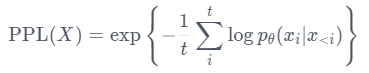 PPL(X) = exp { − 1/t ∑_i^t log p_θ(x_i|x_{<i}) }